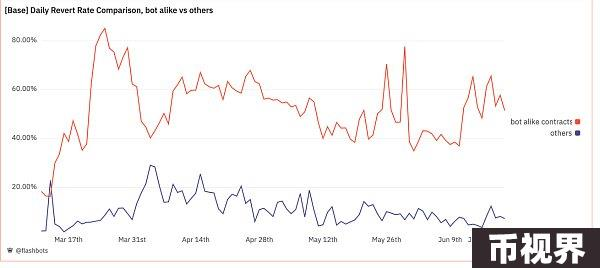 [Base] Daily Revert Rate Comparison, bot alike vs others
80.00%
60.00%
40.00%
20.00%
bot alike contracts
others
Mar 17th Mar 31st Apr 14th Apr 28th May 12th May 26th Jun 9th
@flashbots
币视界